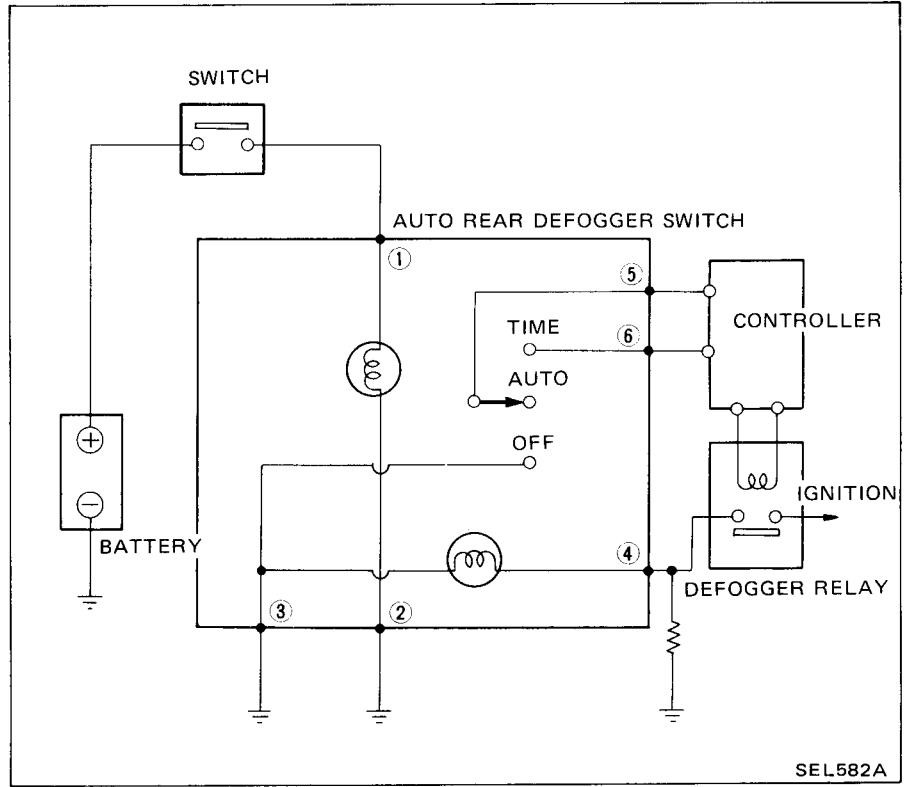 SWITCH
AUTO REAR DEFOGGER SWITCH
①
⑤
CONTROLLER
TIME
⑥
AUTO
OFF
+
−
IGNITION
BATTERY
④
DEFOGGER RELAY
③
②
SEL582A